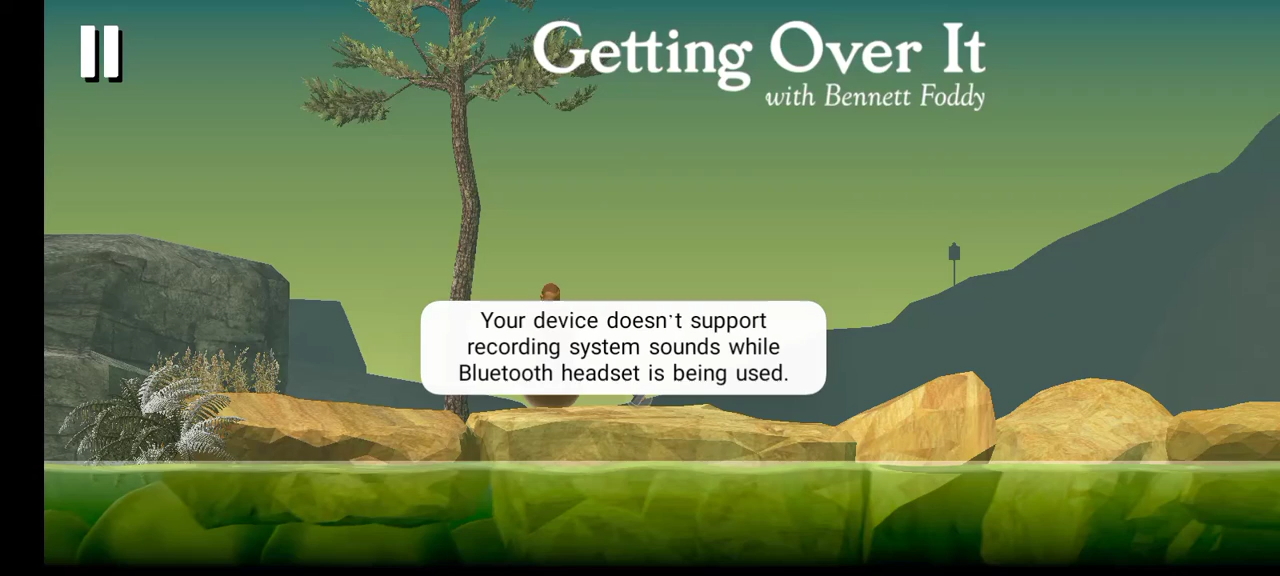 Getting Over It
with Bennett Foddy
Your device doesn't support
recording system sounds while
Bluetooth headset is being used.